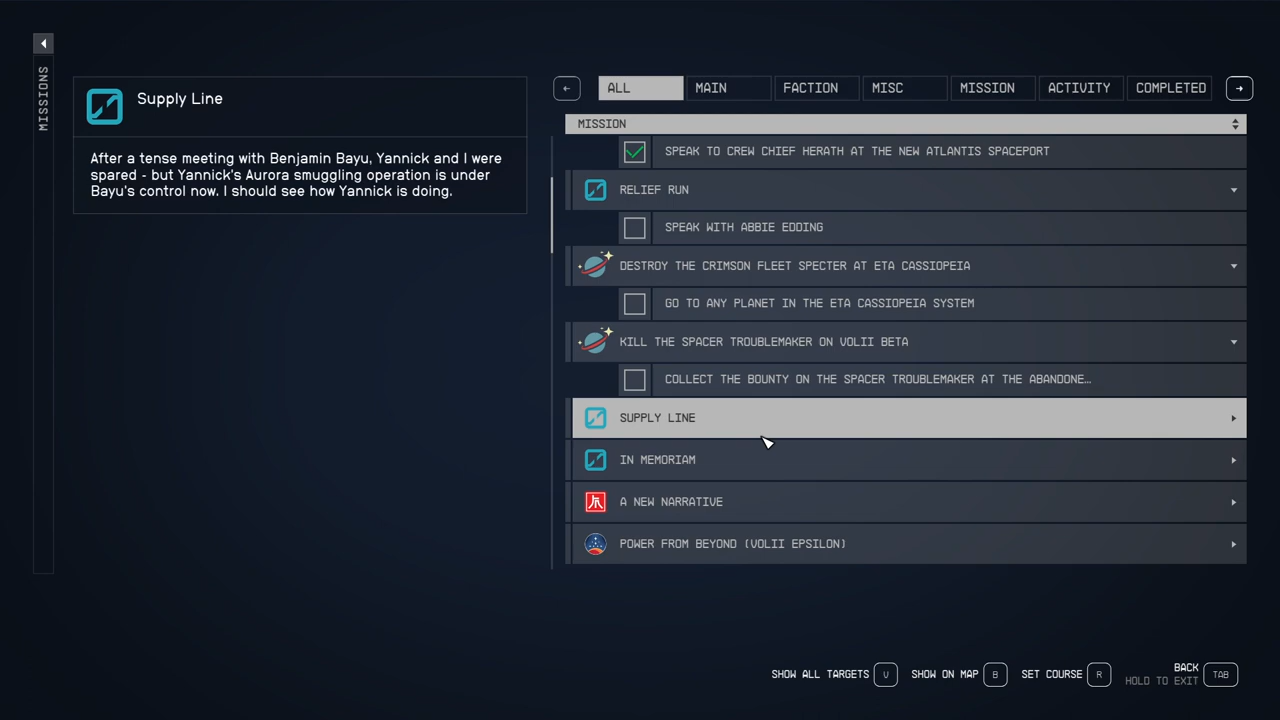 MISSIONS
Supply Line
After a tense meeting with Benjamin Bayu, Yannick and I were
spared - but Yannick's Aurora smuggling operation is under
Bayu's control now. I should see how Yannick is doing.
ALL
MAIN
FACTION
MISC
MISSION
ACTIVITY
COMPLETED
MISSION
SPEAK TO CREW CHIEF HERATH AT THE NEW ATLANTIS SPACEPORT
RELIEF RUN
SPEAK WITH ABBIE EDDING
DESTROY THE CRIMSON FLEET SPECTER AT ETA CASSIOPEIA
GO TO ANY PLANET IN THE ETA CASSIOPEIA SYSTEM
KILL THE SPACER TROUBLEMAKER ON VOLII BETA
COLLECT THE BOUNTY ON THE SPACER TROUBLEMAKER AT THE ABANDONE...
SUPPLY LINE
IN MEMORIAM
A NEW NARRATIVE
POWER FROM BEYOND (VOLII EPSILON)
SHOW ALL TARGETS V
SHOW ON MAP B
SET COURSE R
BACK
HOLD TO EXIT
TAB